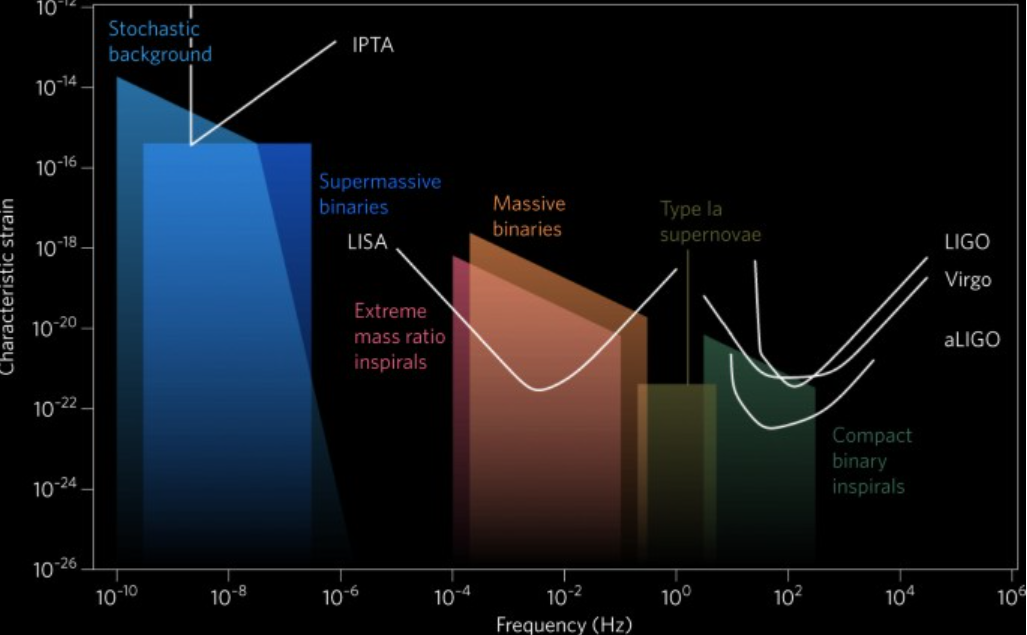 10⁻¹²
Stochastic
background
IPTA
10⁻¹⁴
10⁻¹⁶
Supermassive
binaries
Massive
binaries
Type Ia
supernovae
10⁻¹⁸
LISA
LIGO
Virgo
Extreme
mass ratio
inspirals
10⁻²⁰
aLIGO
10⁻²²
Compact
binary
inspirals
10⁻²⁴
10⁻²⁶
Characteristic strain
10⁻¹⁰ 10⁻⁸ 10⁻⁶ 10⁻⁴ 10⁻² 10⁰ 10² 10⁴ 10⁶
Frequency (Hz)